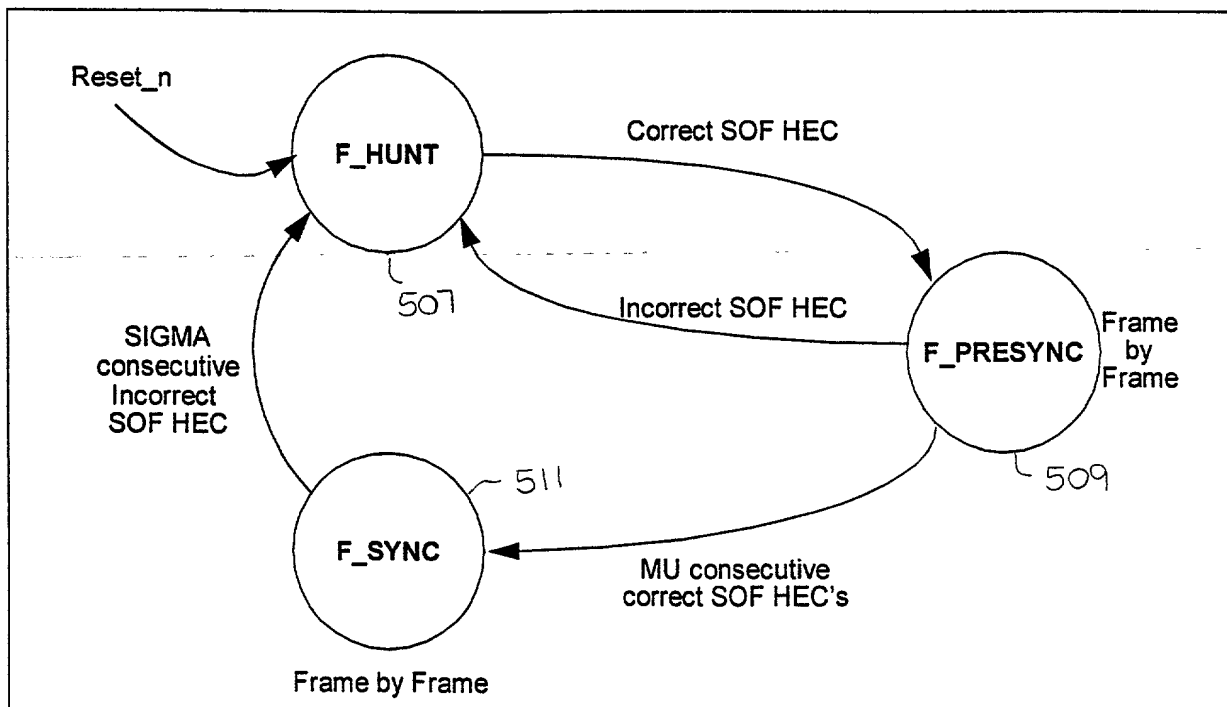 Reset_n
F_HUNT
Correct SOF HEC
507
Incorrect SOF HEC
SIGMA
consecutive
Incorrect
SOF HEC
F_PRESYNC
Frame
by
Frame
509
511
F_SYNC
MU consecutive
correct SOF HEC's
Frame by Frame